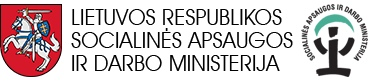 LIETUVOS RESPUBLIKOS
SOCIALINĖS APSAUGOS
IR DARBO MINISTERIJA
SOCIALINĖS APSAUGOS IR DARBO MINISTERIJA